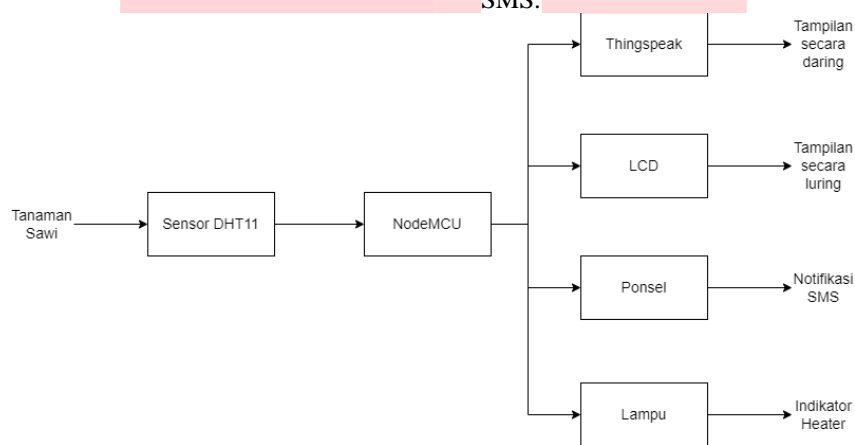 SMS.
Thingspeak
Tampilan
secara
daring
LCD
Tampilan
secara
luring
Tanaman
Sawi
Sensor DHT11
NodeMCU
Ponsel
Notifikasi
SMS
Lampu
Indikator
Heater